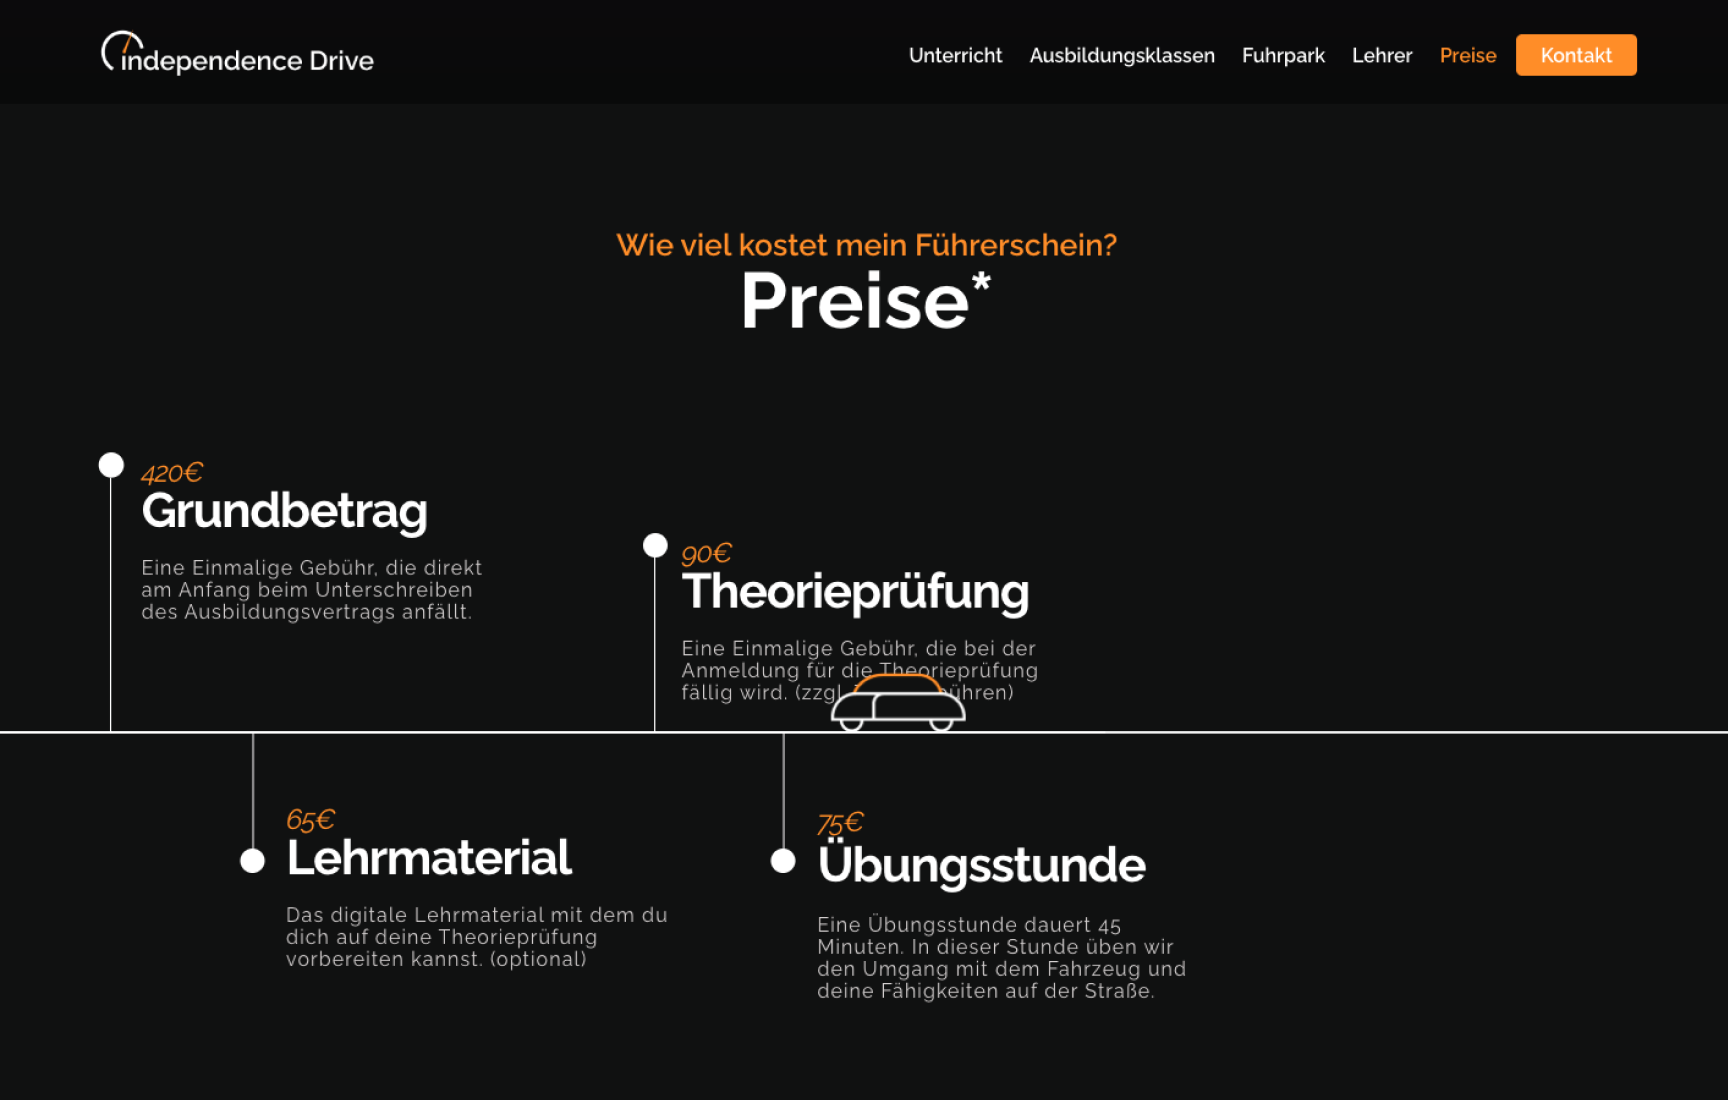 independence Drive
Unterricht Ausbildungsklassen Fuhrpark Lehrer Preise Kontakt
Wie viel kostet mein Führerschein?
Preise*
420€
Grundbetrag
Eine Einmalige Gebühr, die direkt
am Anfang beim Unterschreiben
des Ausbildungsvertrags anfällt.
90€
Theorieprüfung
Eine Einmalige Gebühr, die bei der
Anmeldung für die Theorieprüfung
fällig wird. (zzgl.
65€
Lehrmaterial
Das digitale Lehrmaterial mit dem du
dich auf deine Theorieprüfung
vorbereiten kannst. (optional)
75€
Übungsstunde
Eine Übungsstunde dauert 45
Minuten. In dieser Stunde üben wir
den Umgang mit dem Fahrzeug und
deine Fähigkeiten auf der Straße.